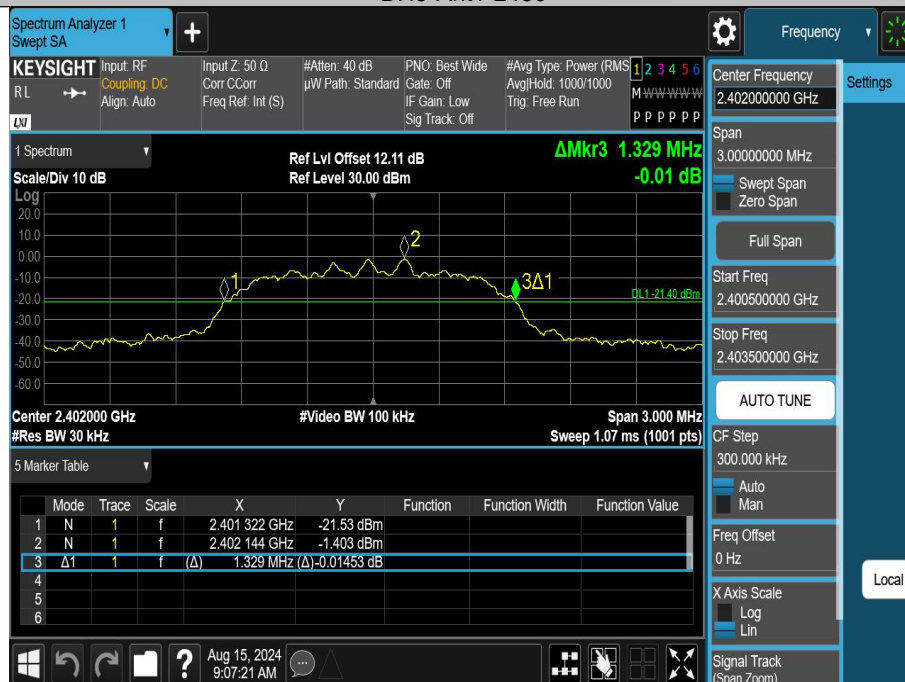 Spectrum Analyzer 1
Swept SA
Frequency
KEYSIGHT
RL
LXI
Input: RF
Coupling: DC
Align: Auto
Input Z: 50 Ω
Corr CCorr
Freq Ref: Int (S)
#Atten: 40 dB
µW Path: Standard
PNO: Best Wide
Gate: Off
IF Gain: Low
Sig Track: Off
#Avg Type: Power (RMS
Avg|Hold: 1000/1000
Trig: Free Run
1 2 3 4 5 6
M W W W W W
P P P P P P
Settings
1 Spectrum
Scale/Div 10 dB
Ref Lvl Offset 12.11 dB
Ref Level 30.00 dBm
ΔMkr3 1.329 MHz
-0.01 dB
Log
20.0
10.0
0.00
-10.0
-20.0
-30.0
-40.0
-50.0
-60.0
1
2
3Δ1
DL1 -21.40 dBm
Center 2.402000 GHz
#Res BW 30 kHz
#Video BW 100 kHz
Span 3.000 MHz
Sweep 1.07 ms (1001 pts)
5 Marker Table
Mode Trace Scale X Y Function Function Width Function Value
1 N 1 f 2.401 322 GHz -21.53 dBm
2 N 1 f 2.402 144 GHz -1.403 dBm
3 Δ1 1 f (Δ) 1.329 MHz (Δ) -0.01453 dB
4
5
6
Aug 15, 2024
9:07:21 AM
?
Center Frequency
2.402000000 GHz
Span
3.00000000 MHz
Swept Span
Zero Span
Full Span
Start Freq
2.400500000 GHz
Stop Freq
2.403500000 GHz
AUTO TUNE
CF Step
300.000 kHz
Auto
Man
Freq Offset
0 Hz
X Axis Scale
Log
Lin
Signal Track
(Span Zoom)
Local